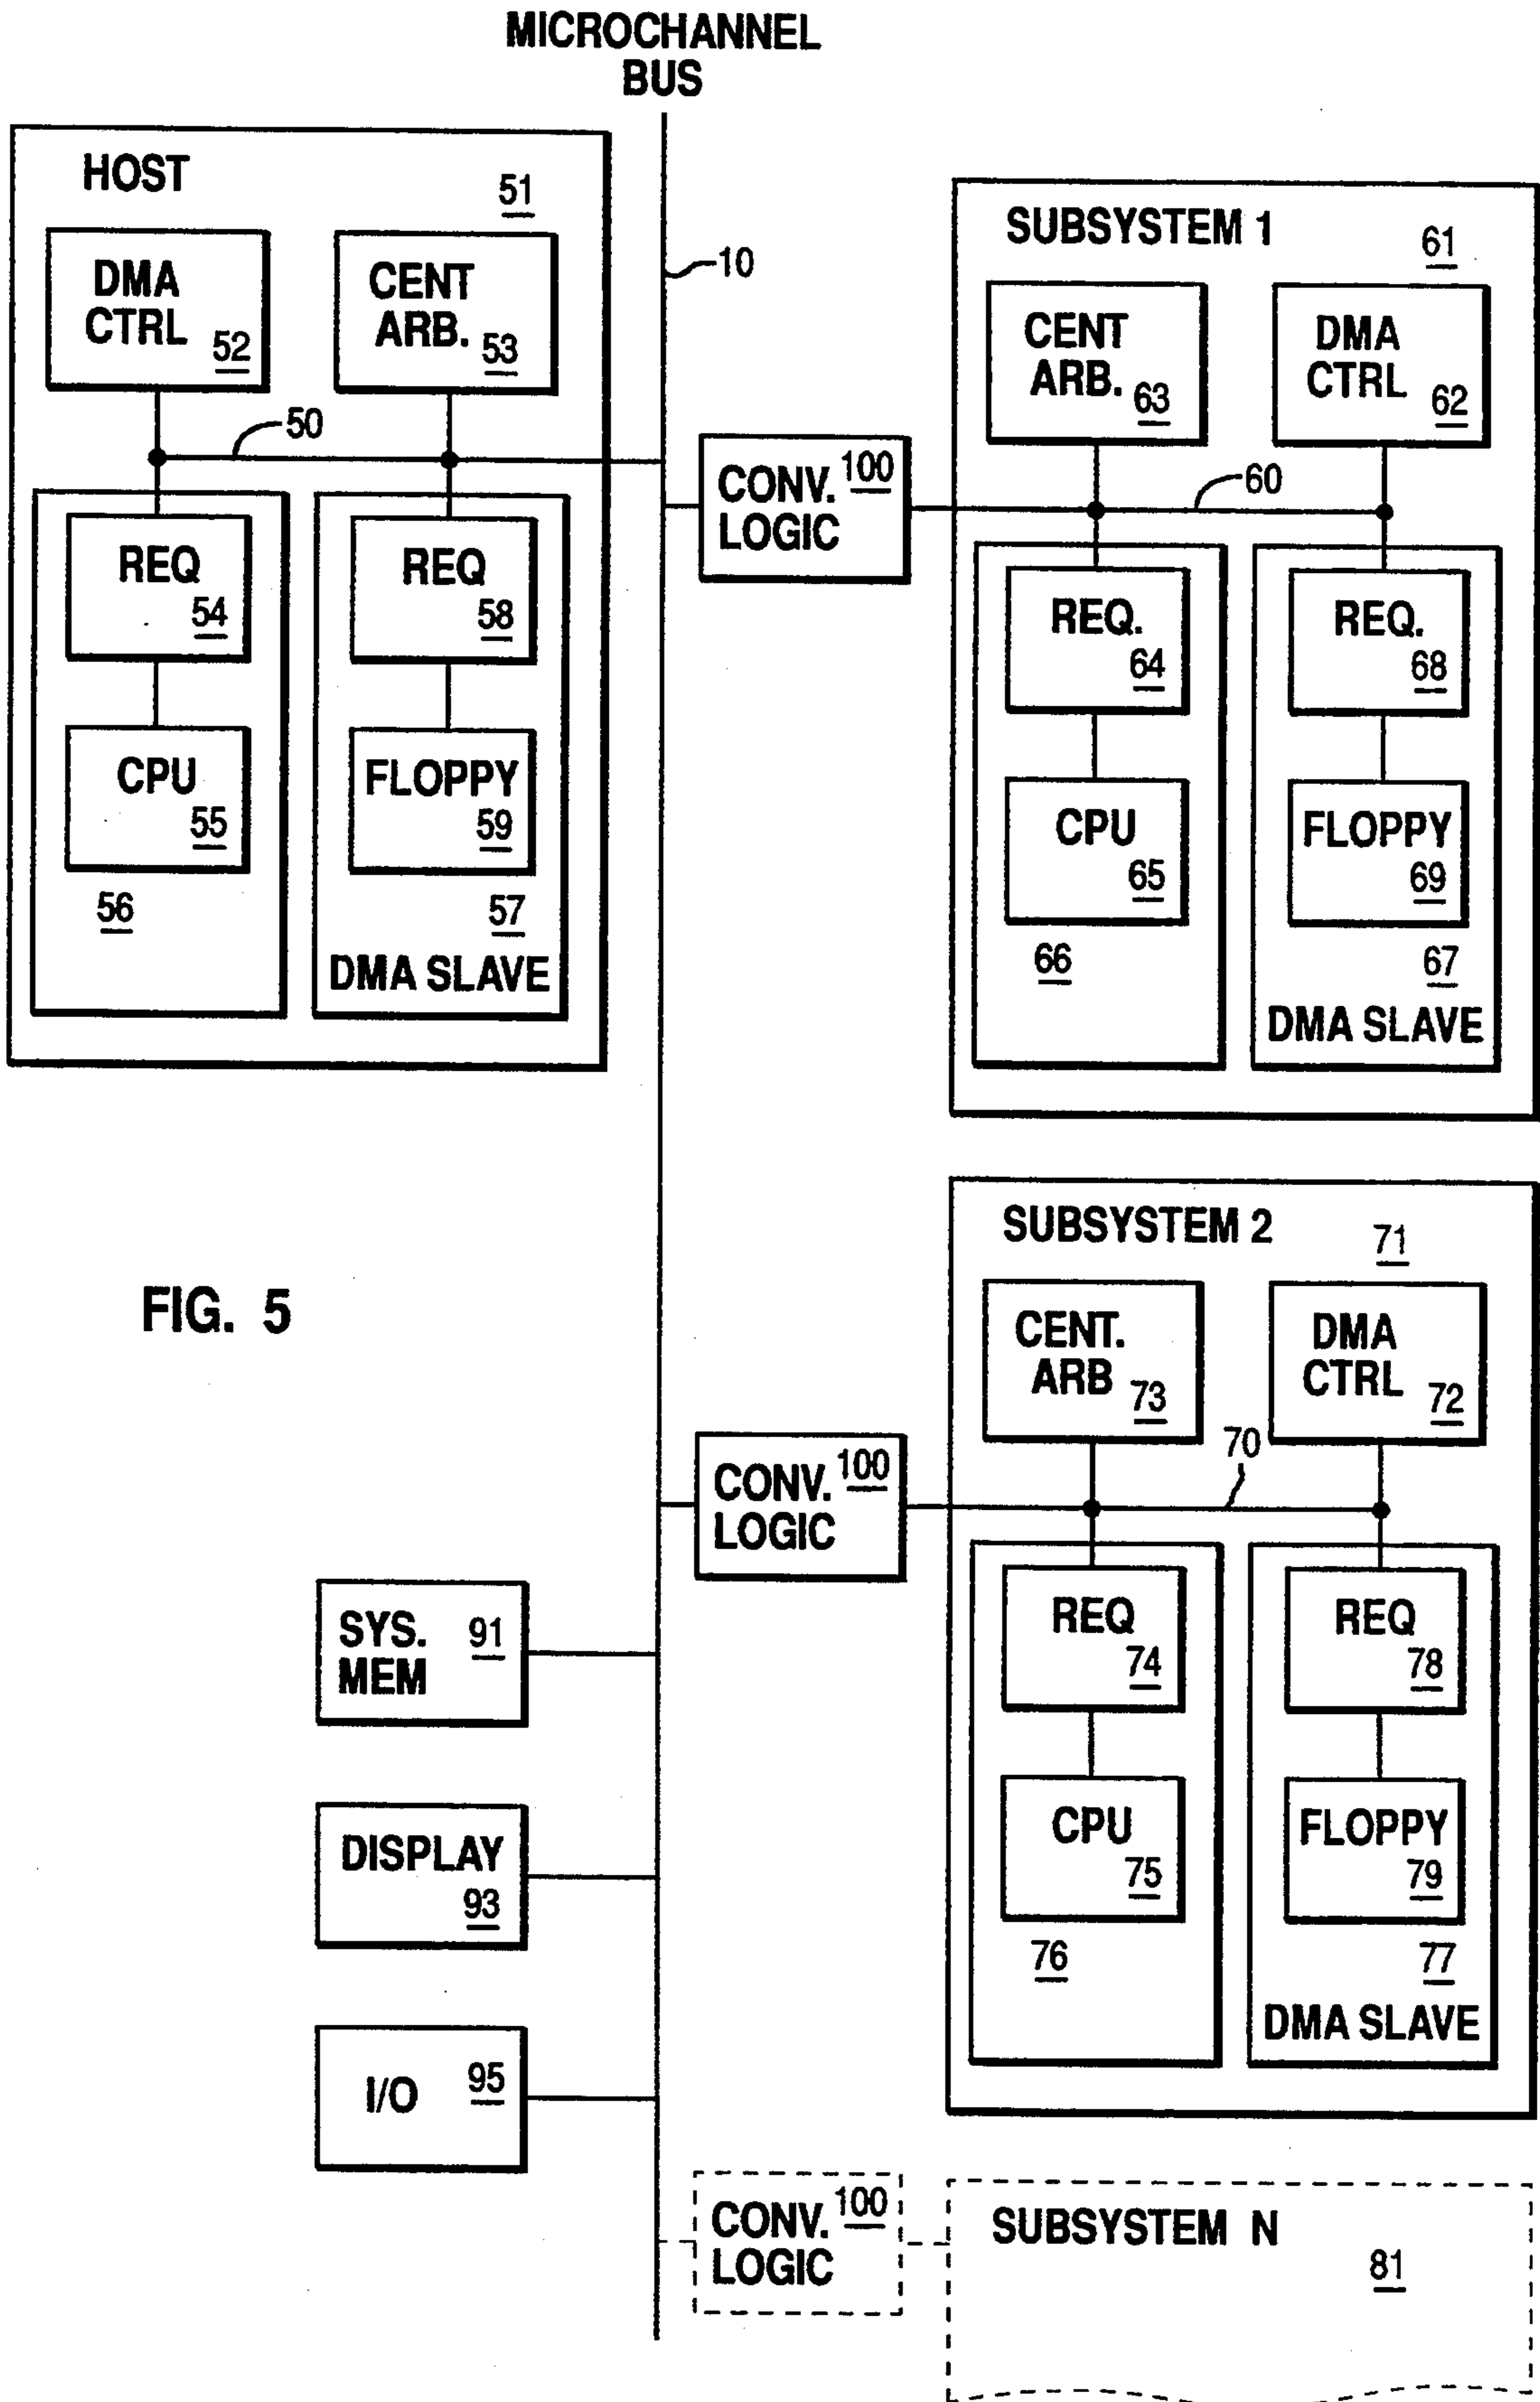 MICROCHANNEL
BUS
10
HOST
51
DMA
CTRL 52
CENT
ARB. 53
50
REQ
54
CPU
55
56
REQ
58
FLOPPY
59
57
DMA SLAVE
CONV. 100
LOGIC
SUBSYSTEM 1
61
CENT
ARB. 63
DMA
CTRL 62
60
REQ.
64
CPU
65
66
REQ.
68
FLOPPY
69
67
DMA SLAVE
FIG. 5
CONV. 100
LOGIC
SUBSYSTEM 2
71
CENT.
ARB 73
DMA
CTRL 72
70
REQ
74
CPU
75
76
REQ
78
FLOPPY
79
77
DMA SLAVE
SYS. 91
MEM
DISPLAY
93
I/O 95
CONV. 100
LOGIC
SUBSYSTEM N
81